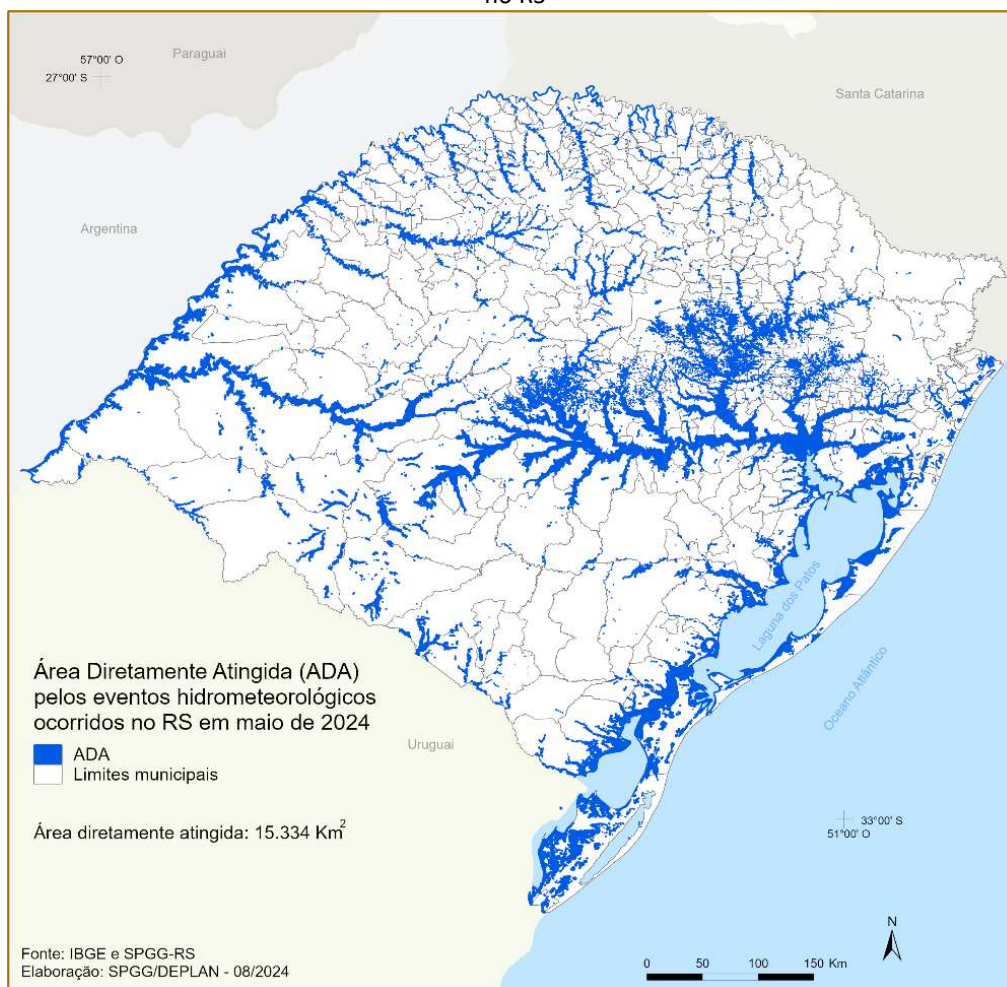 no RS
Paraguai
57°00' O
27°00' S
Santa Catarina
Argentina
Laguna dos Patos
Oceano Atlântico
Área Diretamente Atingida (ADA)
pelos eventos hidrometeorológicos
ocorridos no RS em maio de 2024
ADA
Limites municipais
Uruguai
Área diretamente atingida: 15.334 Km²
33°00' S
51°00' O
Fonte: IBGE e SPGG-RS
Elaboração: SPGG/DEPLAN - 08/2024
N
0 50 100 150 Km